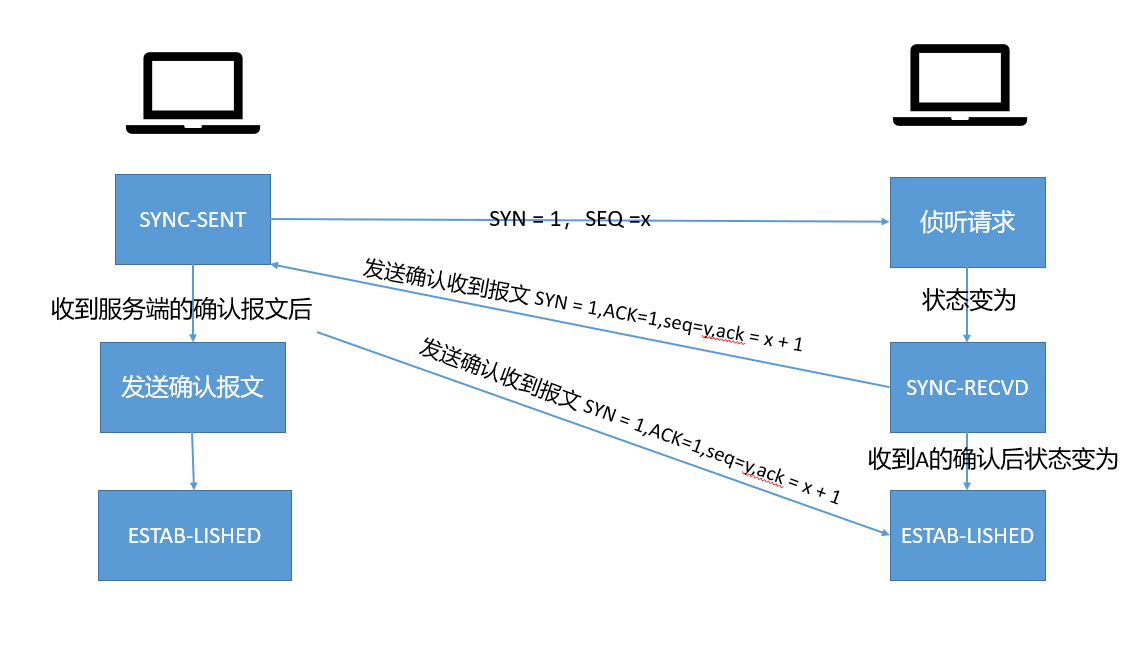 SYNC-SENT
SYN = 1， SEQ =x
侦听请求
发送确认收到报文 SYN = 1,ACK=1,seq=y,ack = x + 1
收到服务端的确认报文后
状态变为
发送确认收到报文 SYN = 1,ACK=1,seq=y,ack = x + 1
发送确认报文
SYNC-RECVD
收到A的确认后状态变为
ESTAB-LISHED
ESTAB-LISHED